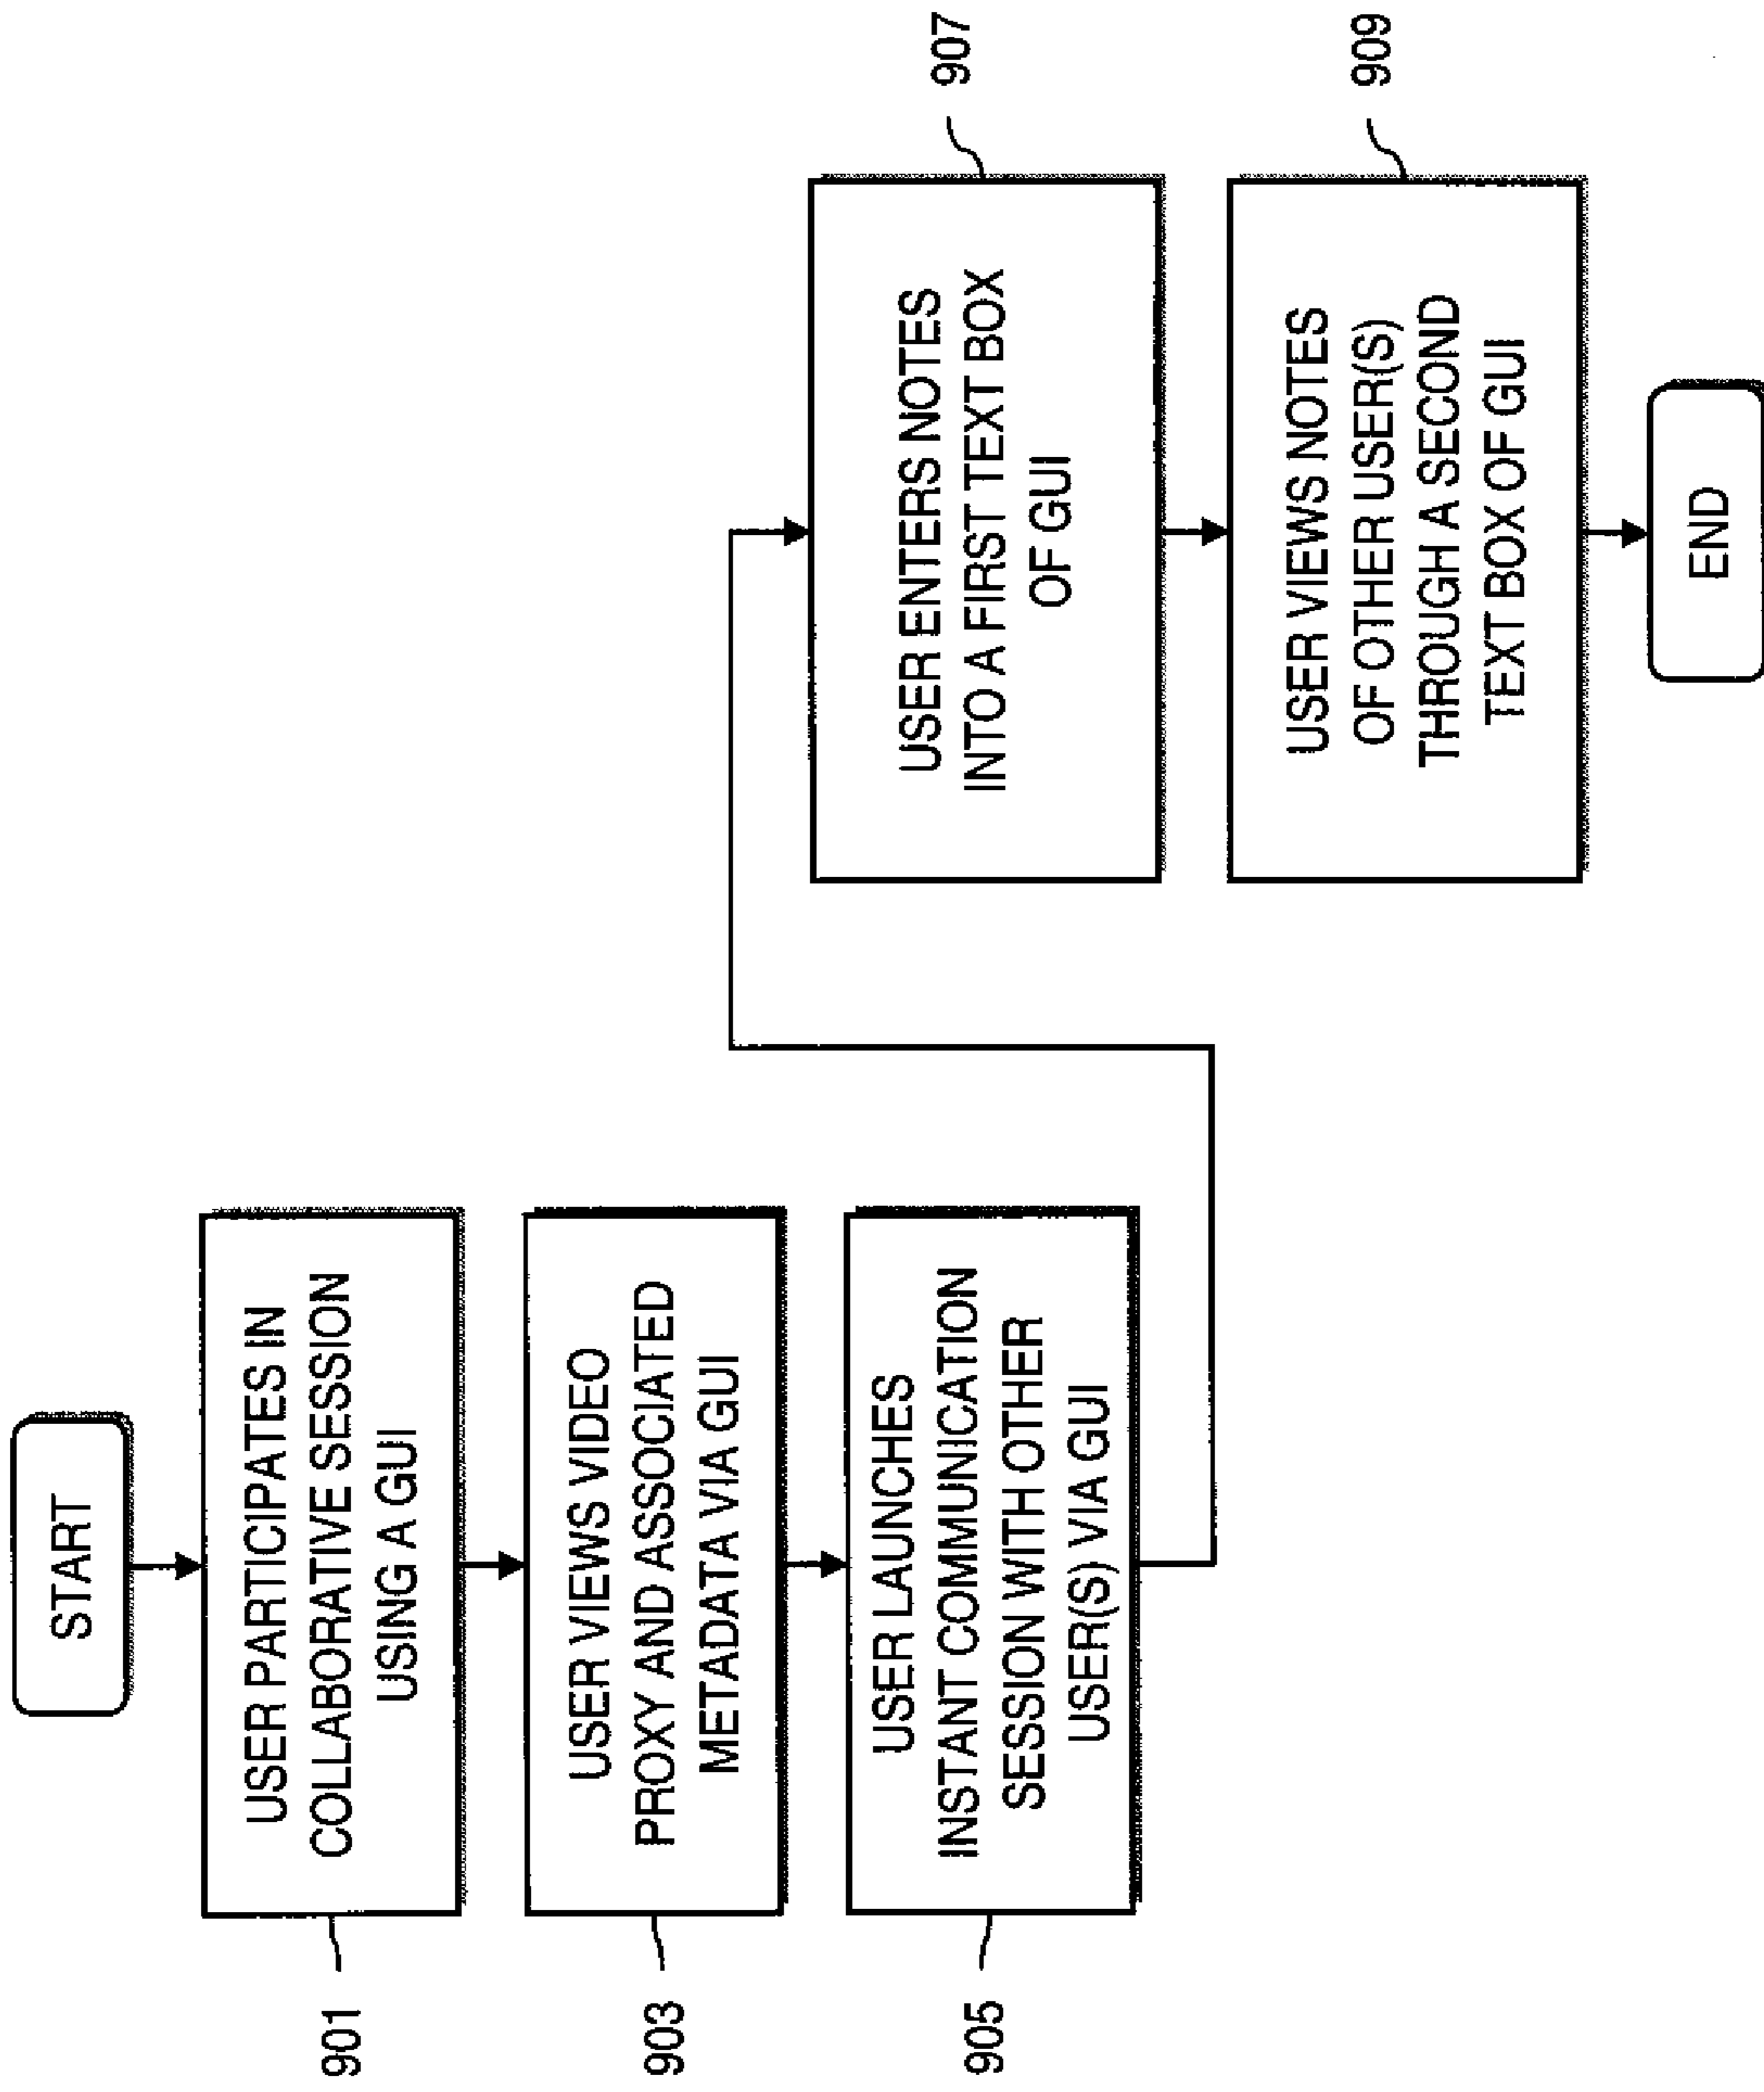 START
USER PARTICIPATES IN
COLLABORATIVE SESSION
USING A GUI
901
USER VIEWS VIDEO
PROXY AND ASSOCIATED
METADATA VIA GUI
903
USER LAUNCHES
INSTANT COMMUNICATION
SESSION WITH OTHER
USER(S) VIA GUI
905
USER ENTERS NOTES
INTO A FIRST TEXT BOX
OF GUI
907
USER VIEWS NOTES
OF OTHER USER(S)
THROUGH A SECOND
TEXT BOX OF GUI
909
END